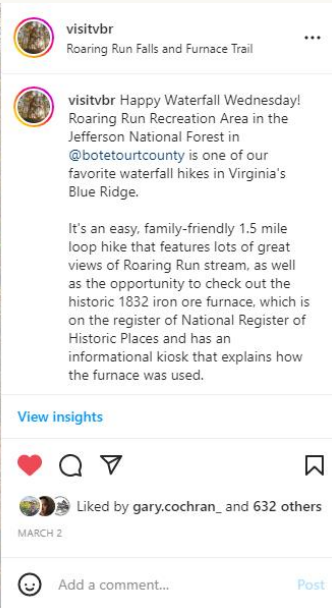 visitvbr
Roaring Run Falls and Furnace Trail
visitvbr Happy Waterfall Wednesday!
Roaring Run Recreation Area in the
Jefferson National Forest in
@botetourtcounty is one of our
favorite waterfall hikes in Virginia's
Blue Ridge.
It's an easy, family-friendly 1.5 mile
loop hike that features lots of great
views of Roaring Run stream, as well
as the opportunity to check out the
historic 1832 iron ore furnace, which is
on the register of National Register of
Historic Places and has an
informational kiosk that explains how
the furnace was used.
View insights
Liked by gary.cochran_ and 632 others
MARCH 2
Add a comment...
Post